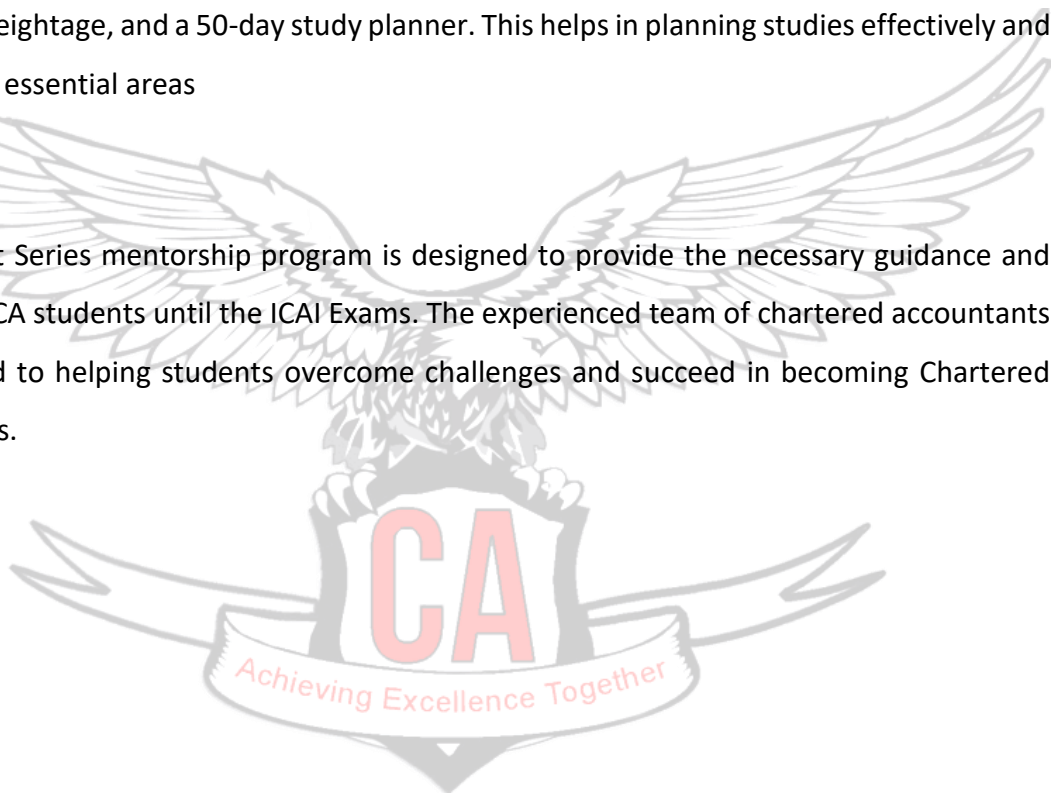 eightage, and a 50-day study planner. This helps in planning studies effectively and
essential areas
t Series mentorship program is designed to provide the necessary guidance and
CA students until the ICAI Exams. The experienced team of chartered accountants
d to helping students overcome challenges and succeed in becoming Chartered
s.
CA
Achieving Excellence Together